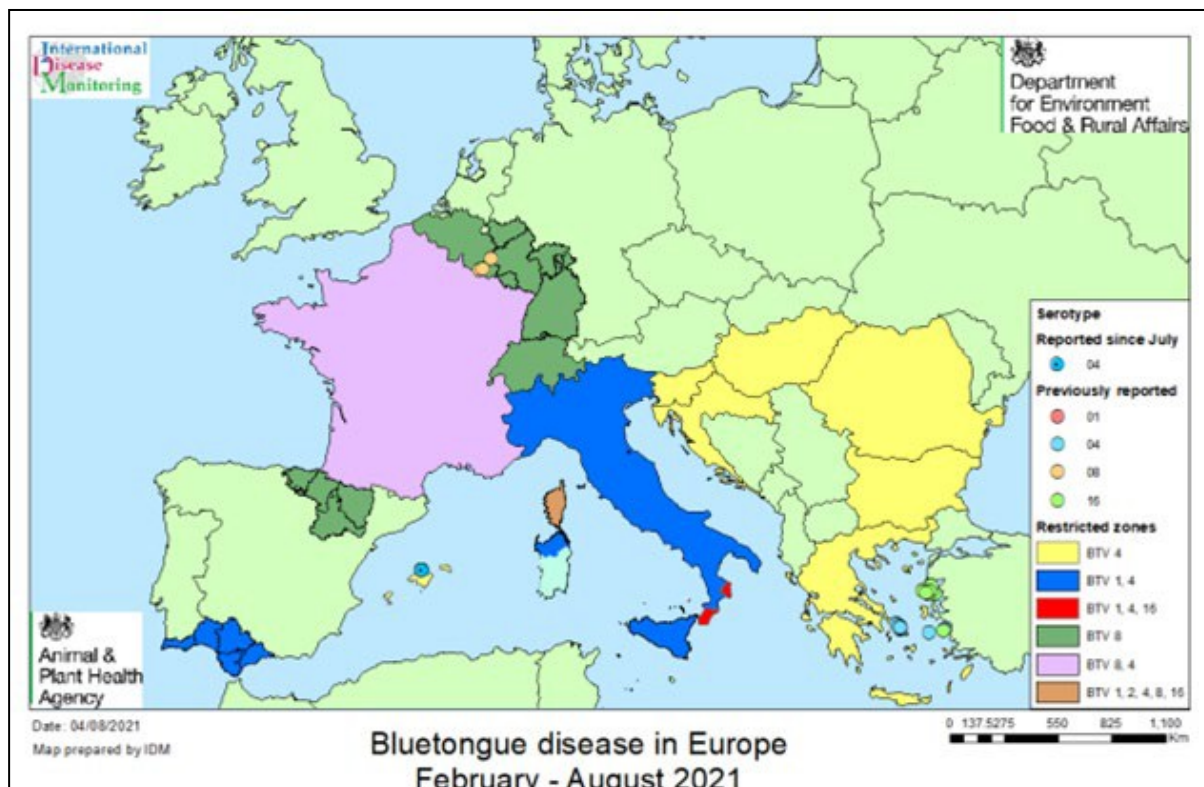 International
Disease
Monitoring
Department
for Environment
Food & Rural Affairs
Serotype
Reported since July
04
Previously reported
01
04
08
16
Restricted zones
BTV 4
BTV 1, 4
BTV 1, 4, 16
BTV 8
BTV 8, 4
BTV 1, 2, 4, 8, 16
Animal &
Plant Health
Agency
Date: 04/08/2021
Map prepared by IDM
0 137.5275 550 825 1,100
Km
Bluetongue disease in Europe
February - August 2021